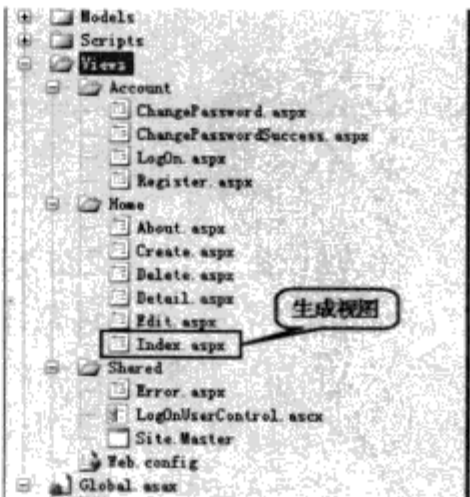 Models
Scripts
Views
Account
ChangePassword.aspx
ChangePasswordSuccess.aspx
LogOn.aspx
Register.aspx
Home
About.aspx
Create.aspx
Delete.aspx
Detail.aspx
Edit.aspx
生成视图
Index.aspx
Shared
Error.aspx
LogOnUserControl.ascx
Site.Master
Web.config
Global.asax